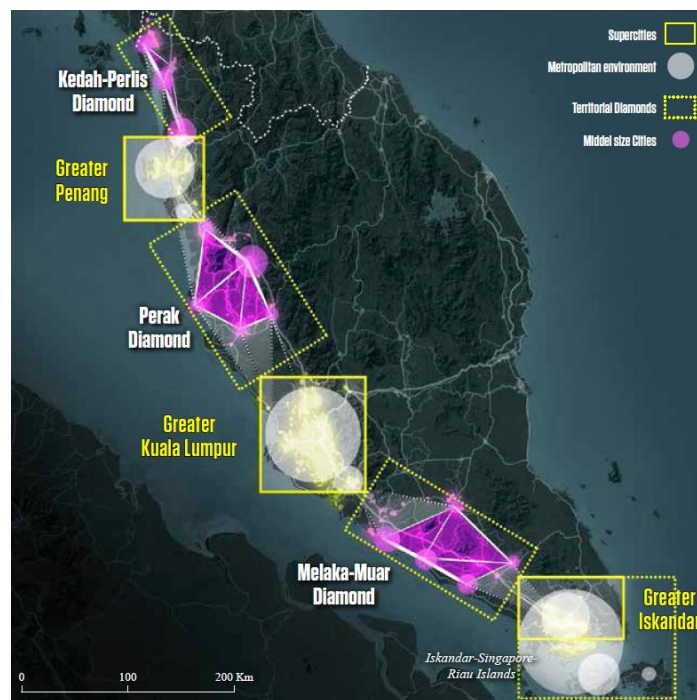 Supercities
Metropolitan environment
Territorial Diamonds
Middel size Cities
Kedah-Perlis
Diamond
Greater
Penang
Perak
Diamond
Greater
Kuala Lumpur
Melaka-Muar
Diamond
Greater
Iskandar
Iskandar-Singapore-
Riau Islands
0 100 200 Km